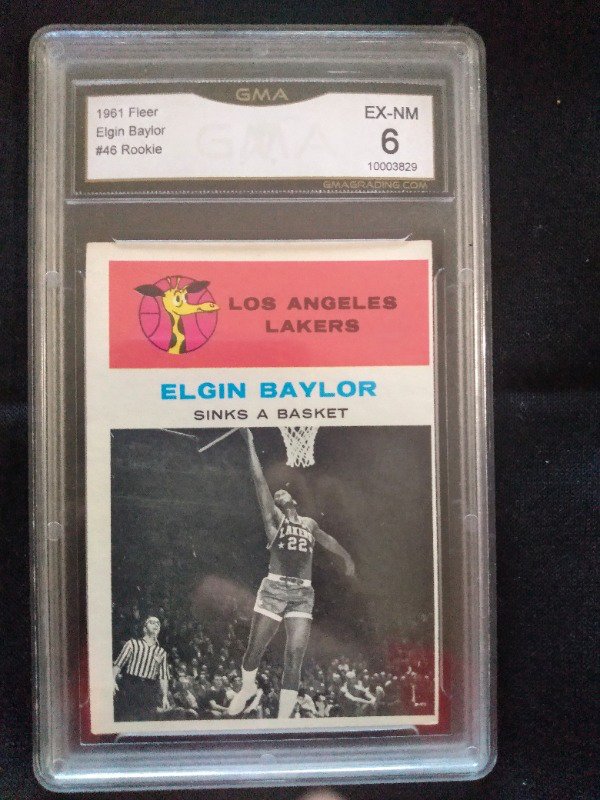 GMA
1961 Fleer
Elgin Baylor
#46 Rookie
EX-NM
6
10003829
GMA
GMAGRADING.COM
LOS ANGELES
LAKERS
ELGIN BAYLOR
SINKS A BASKET
LAKERS
22